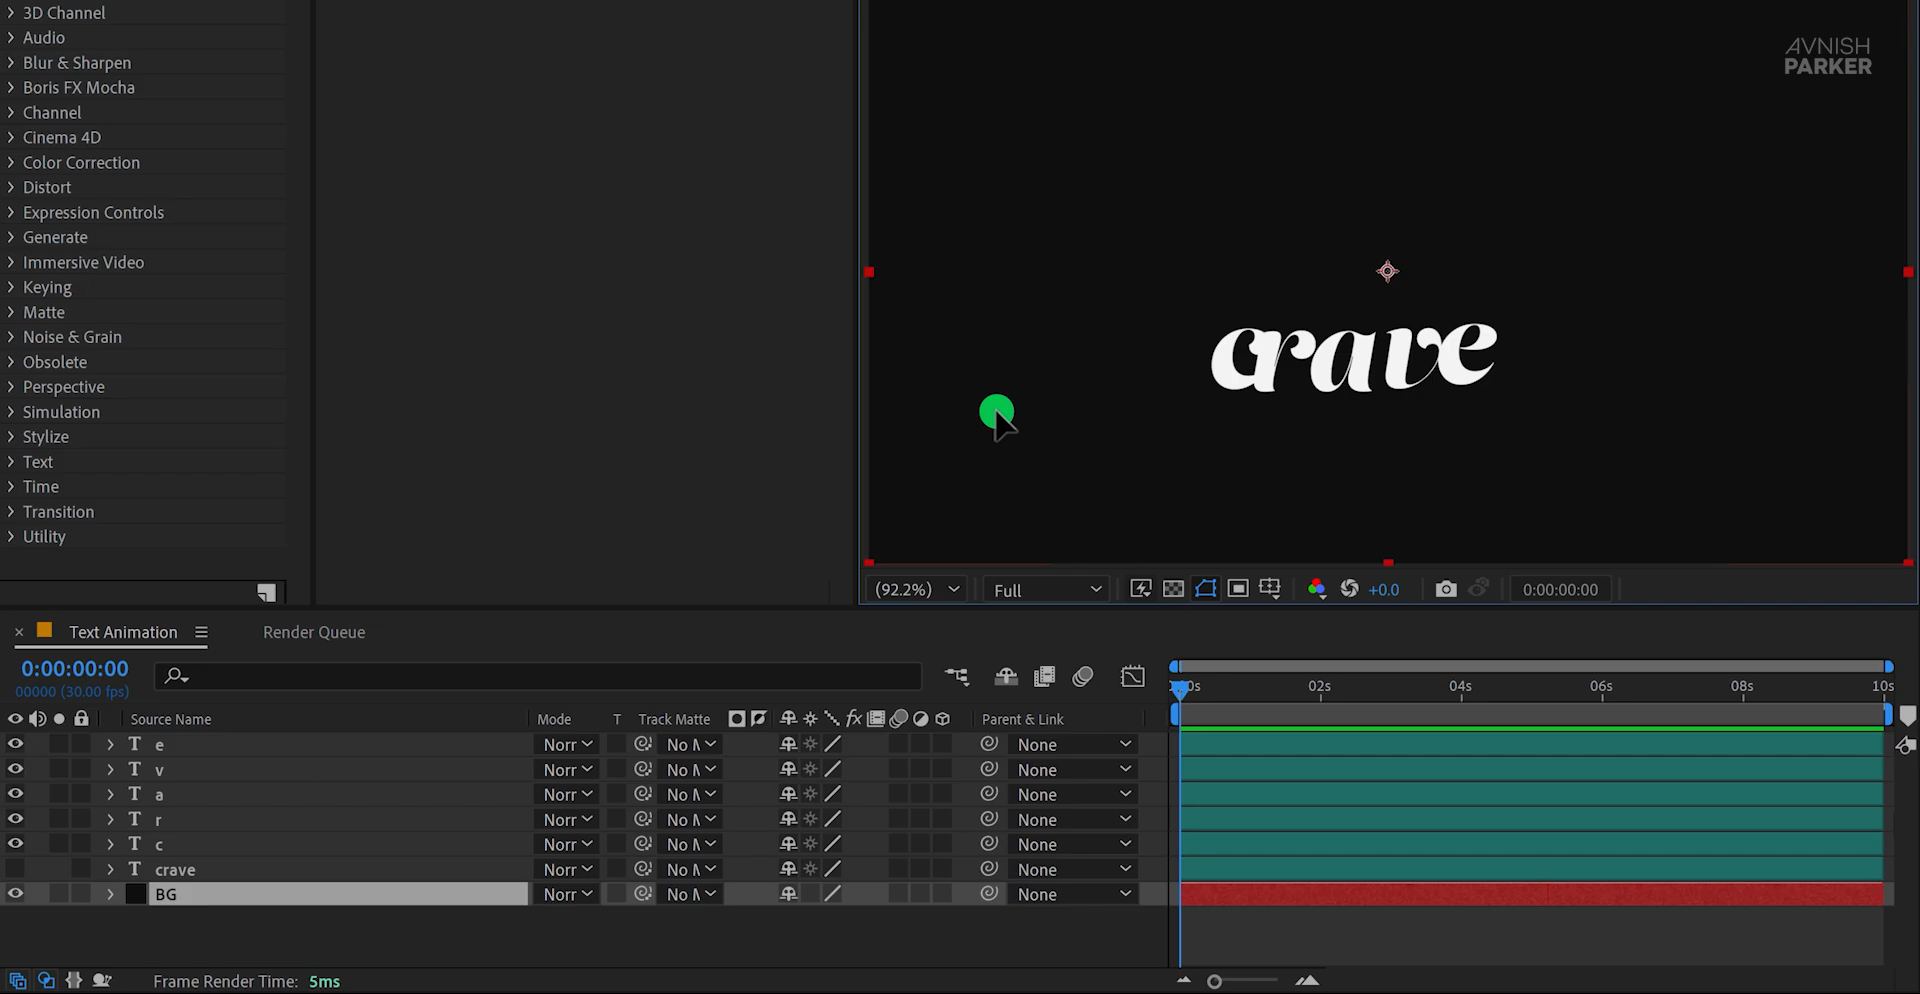 3D Channel
Audio
Blur & Sharpen
Boris FX Mocha
Channel
Cinema 4D
Color Correction
Distort
Expression Controls
Generate
Immersive Video
Keying
Matte
Noise & Grain
Obsolete
Perspective
Simulation
Stylize
Text
Time
Transition
Utility
AVNISH
PARKER
crave
(92.2%) Full +0.0 0:00:00:00
Text Animation Render Queue
0:00:00:00
00000 (30.00 fps)
02s 04s 06s 08s 10s
Source Name Mode T Track Matte fx Parent & Link
T e Norr No M None
T v Norr No M None
T a Norr No M None
T r Norr No M None
T c Norr No M None
T crave Norr No M None
BG Norr No M None
Frame Render Time: 5ms